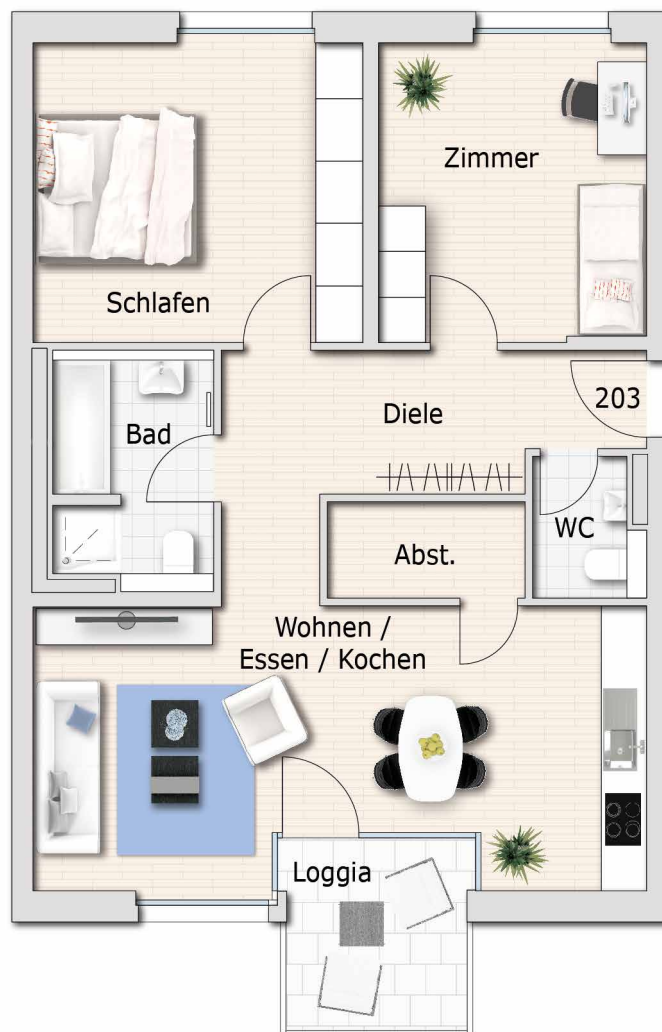 Zimmer
Schlafen
203
Diele
Bad
WC
Abst.
Wohnen /
Essen / Kochen
Loggia